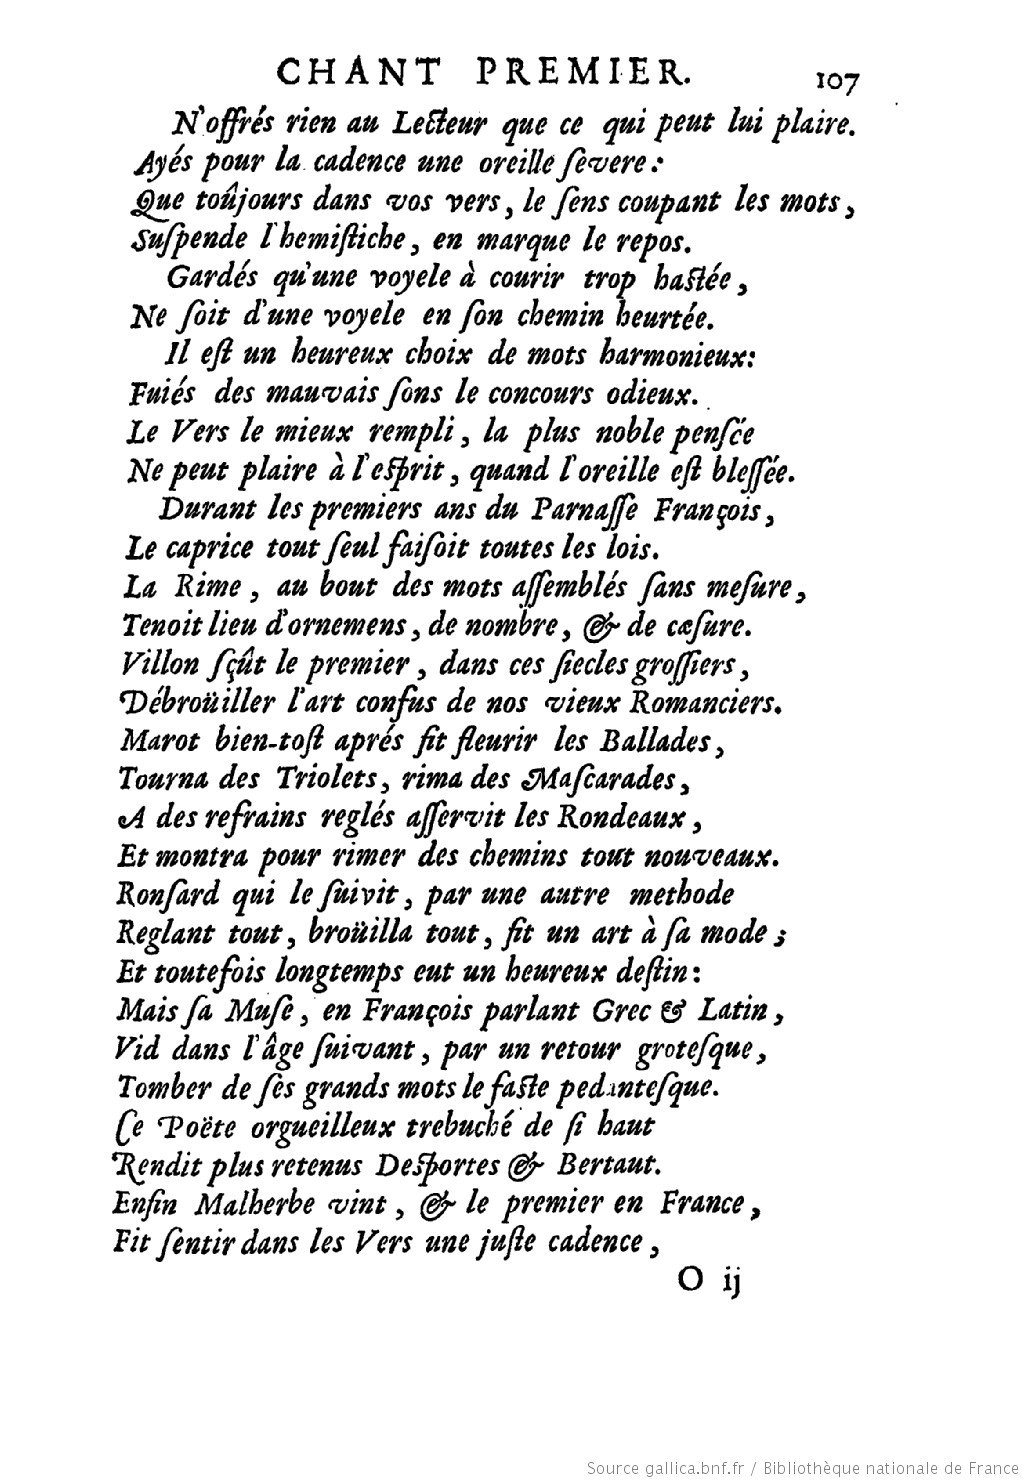 CHANT PREMIER. 107
N'offrés rien au Lecteur que ce qui peut lui plaire.
Ayés pour la cadence une oreille ſevere:
Que toûjours dans vos vers, le ſens coupant les mots,
Suſpende l'hemiſtiche, en marque le repos.
Gardés qu'une voyele à courir trop haſtée,
Ne ſoit d'une voyele en ſon chemin heurtée.
Il eſt un heureux choix de mots harmonieux:
Fuiés des mauvais ſons le concours odieux.
Le Vers le mieux rempli, la plus noble penſée
Ne peut plaire à l'eſprit, quand l'oreille eſt bleſſée.
Durant les premiers ans du Parnaſſe François,
Le caprice tout ſeul faiſoit toutes les lois.
La Rime, au bout des mots aſſemblés ſans meſure,
Tenoit lieu d'ornemens, de nombre, & de cæſure.
Villon ſçût le premier, dans ces ſiecles groſſiers,
Débroüiller l'art confus de nos vieux Romanciers.
Marot bien-toſt aprés fit fleurir les Ballades,
Tourna des Triolets, rima des Maſcarades,
A des refrains reglés aſſervit les Rondeaux,
Et montra pour rimer des chemins tout nouveaux.
Ronſard qui le ſuivit, par une autre methode
Reglant tout, broüilla tout, fit un art à ſa mode;
Et toutefois longtemps eut un heureux deſtin:
Mais ſa Muſe, en François parlant Grec & Latin,
Vid dans l'âge ſuivant, par un retour groteſque,
Tomber de ſes grands mots le faſte pedanteſque.
Ce Poëte orgueilleux trebuché de ſi haut
Rendit plus retenus Deſportes & Bertaut.
Enfin Malherbe vint, & le premier en France,
Fit ſentir dans les Vers une juſte cadence,
O ij
Source gallica.bnf.fr / Bibliothèque nationale de France